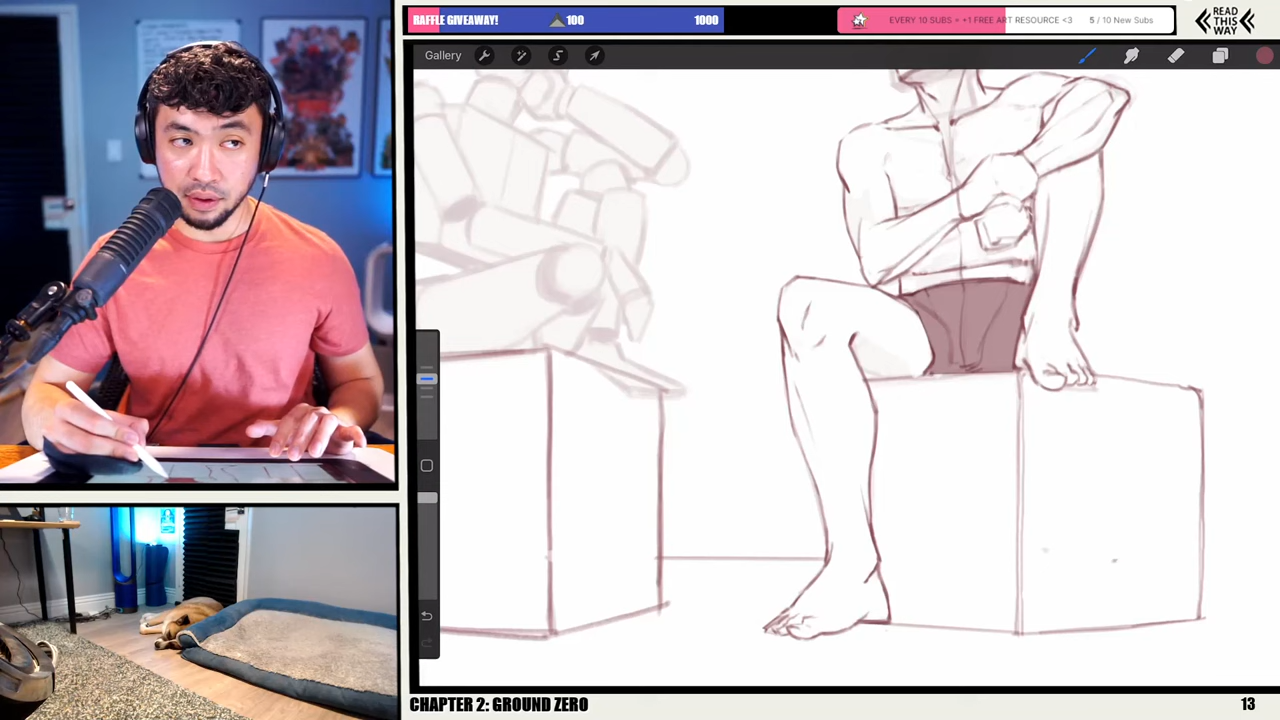 RAFFLE GIVEAWAY! 100 1000
EVERY 10 SUBS = +1 FREE ART RESOURCE <3 5 / 10 New Subs
READ
THIS
WAY
Gallery
CHAPTER 2: GROUND ZERO 13